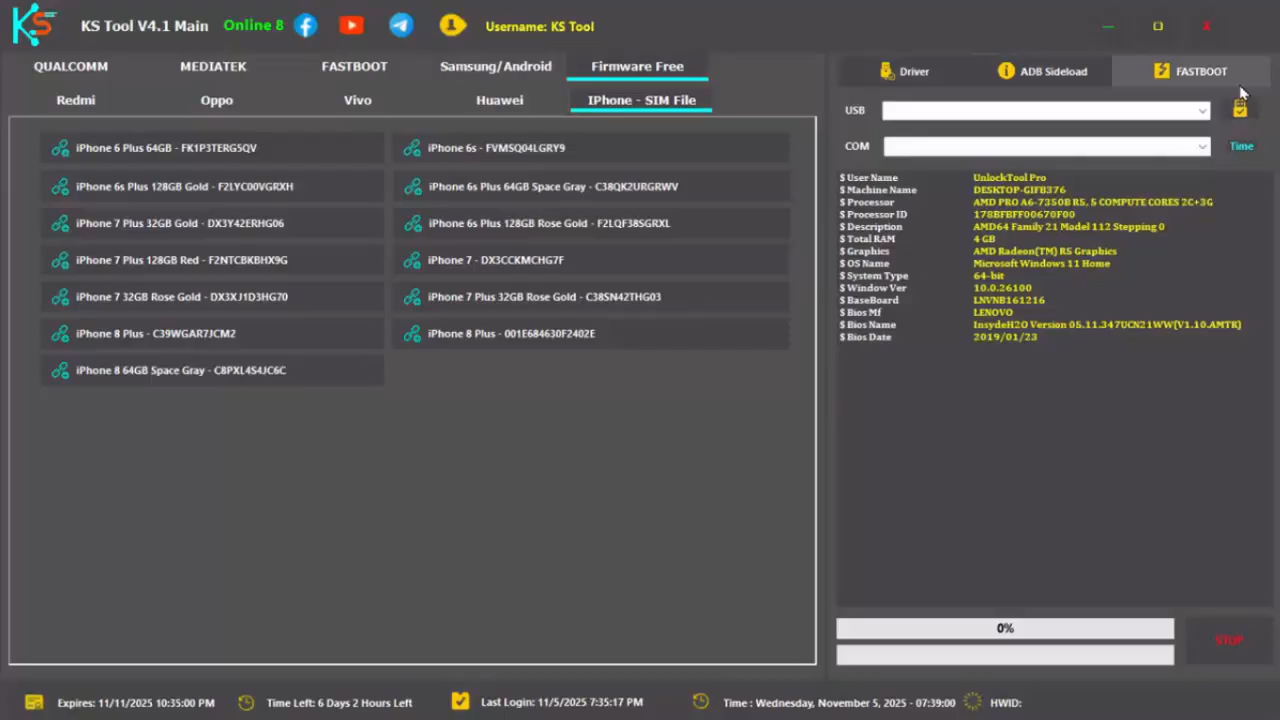 KS KS Tool V4.1 Main Online 8 Username: KS Tool
QUALCOMM MEDIATEK FASTBOOT Samsung/Android Firmware Free
Redmi Oppo Vivo Huawei IPhone - SIM File
iPhone 6 Plus 64GB - FK1P3TERG5QV
iPhone 6s - FVMSQ04LGRY9
iPhone 6s Plus 128GB Gold - F2LYC00VGRXH
iPhone 6s Plus 64GB Space Gray - C38QK2URGRWV
iPhone 7 Plus 32GB Gold - DX3Y42ERHG06
iPhone 6s Plus 128GB Rose Gold - F2LQF38SGRXL
iPhone 7 Plus 128GB Red - F2NTCBKBHX9G
iPhone 7 - DX3CCKMCHG7F
iPhone 7 32GB Rose Gold - DX3XJ1D3HG70
iPhone 7 Plus 32GB Rose Gold - C38SN42THG03
iPhone 8 Plus - C39WGAR7JCM2
iPhone 8 Plus - 001E684630F2402E
iPhone 8 64GB Space Gray - C8PXL4S4JC6C
Driver ADB Sideload FASTBOOT
USB
COM Time
$ User Name UnlockTool Pro
$ Machine Name DESKTOP-GIFB376
$ Processor AMD PRO A6-7350B R5, 5 COMPUTE CORES 2C+3G
$ Processor ID 178BFBFF00670F00
$ Description AMD64 Family 21 Model 112 Stepping 0
$ Total RAM 4 GB
$ Graphics AMD Radeon(TM) R5 Graphics
$ OS Name Microsoft Windows 11 Home
$ System Type 64-bit
$ Window Ver 10.0.26100
$ BaseBoard LNVNB161216
$ Bios Mf LENOVO
$ Bios Name InsydeH2O Version 05.11.347UCN21WW(V1.10.AMTK)
$ Bios Date 2019/01/23
0%
STOP
Expires: 11/11/2025 10:35:00 PM Time Left: 6 Days 2 Hours Left Last Login: 11/5/2025 7:35:17 PM Time : Wednesday, November 5, 2025 - 07:39:00 HWID: